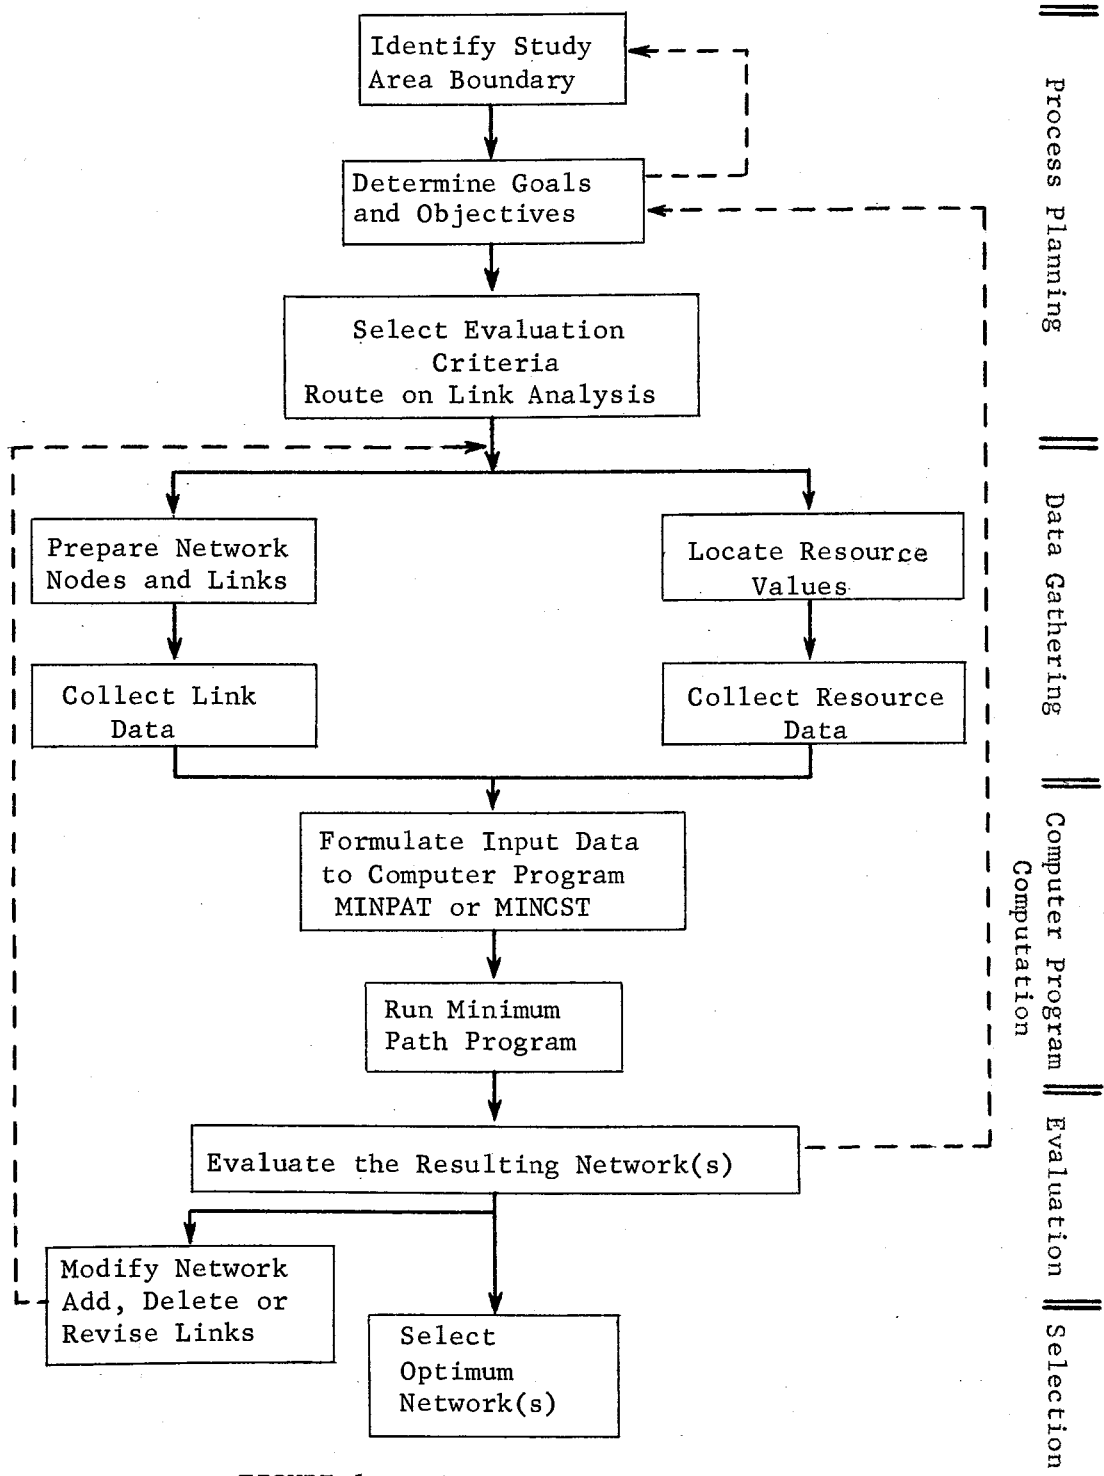 Identify Study
Area Boundary
Determine Goals
and Objectives
Select Evaluation
Criteria
Route on Link Analysis
Prepare Network
Nodes and Links
Locate Resource
Values
Collect Link
Data
Collect Resource
Data
Formulate Input Data
to Computer Program
MINPAT or MINCST
Run Minimum
Path Program
Evaluate the Resulting Network(s)
Modify Network
Add, Delete or
Revise Links
Select
Optimum
Network(s)
Process Planning
Data Gathering
Computer Program
Computation
Evaluation
Selection